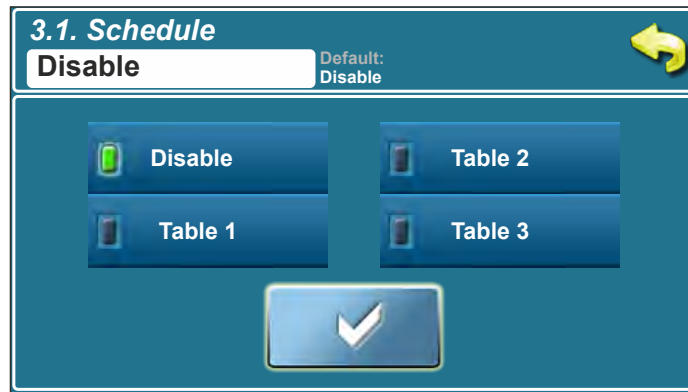 3.1. Schedule
Disable
Default:
Disable
Disable
Table 2
Table 1
Table 3